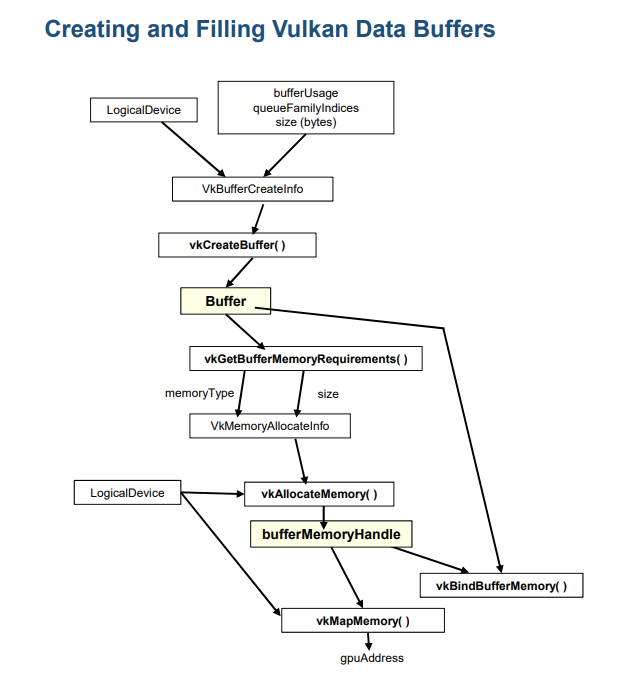 Creating and Filling Vulkan Data Buffers
LogicalDevice
bufferUsage
queueFamilyIndices
size (bytes)
VkBufferCreateInfo
vkCreateBuffer( )
Buffer
vkGetBufferMemoryRequirements( )
memoryType
size
VkMemoryAllocateInfo
LogicalDevice
vkAllocateMemory( )
bufferMemoryHandle
vkBindBufferMemory( )
vkMapMemory( )
gpuAddress